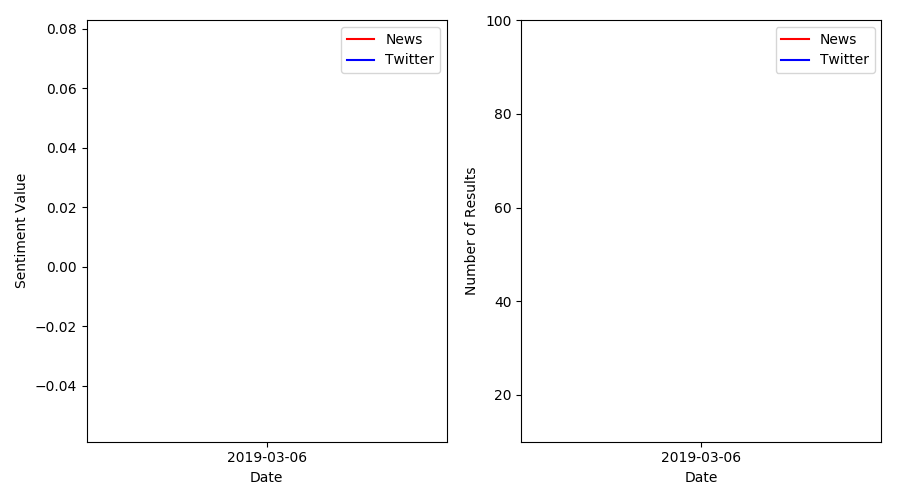 0.08
0.06
0.04
0.02
0.00
−0.02
−0.04
Sentiment Value
2019-03-06
Date
News
Twitter
100
80
60
40
20
Number of Results
2019-03-06
Date
News
Twitter